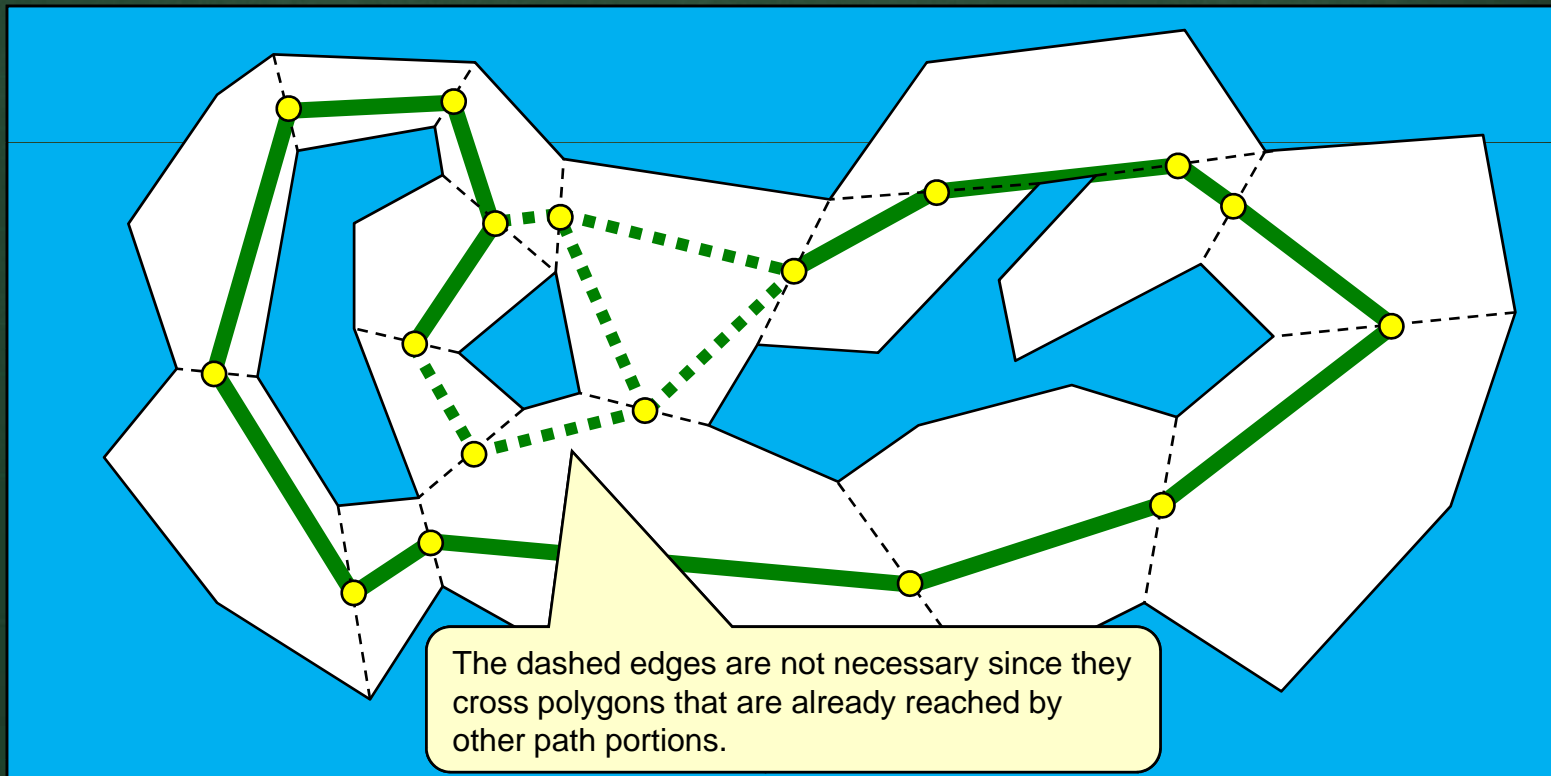 The dashed edges are not necessary since they
cross polygons that are already reached by
other path portions.